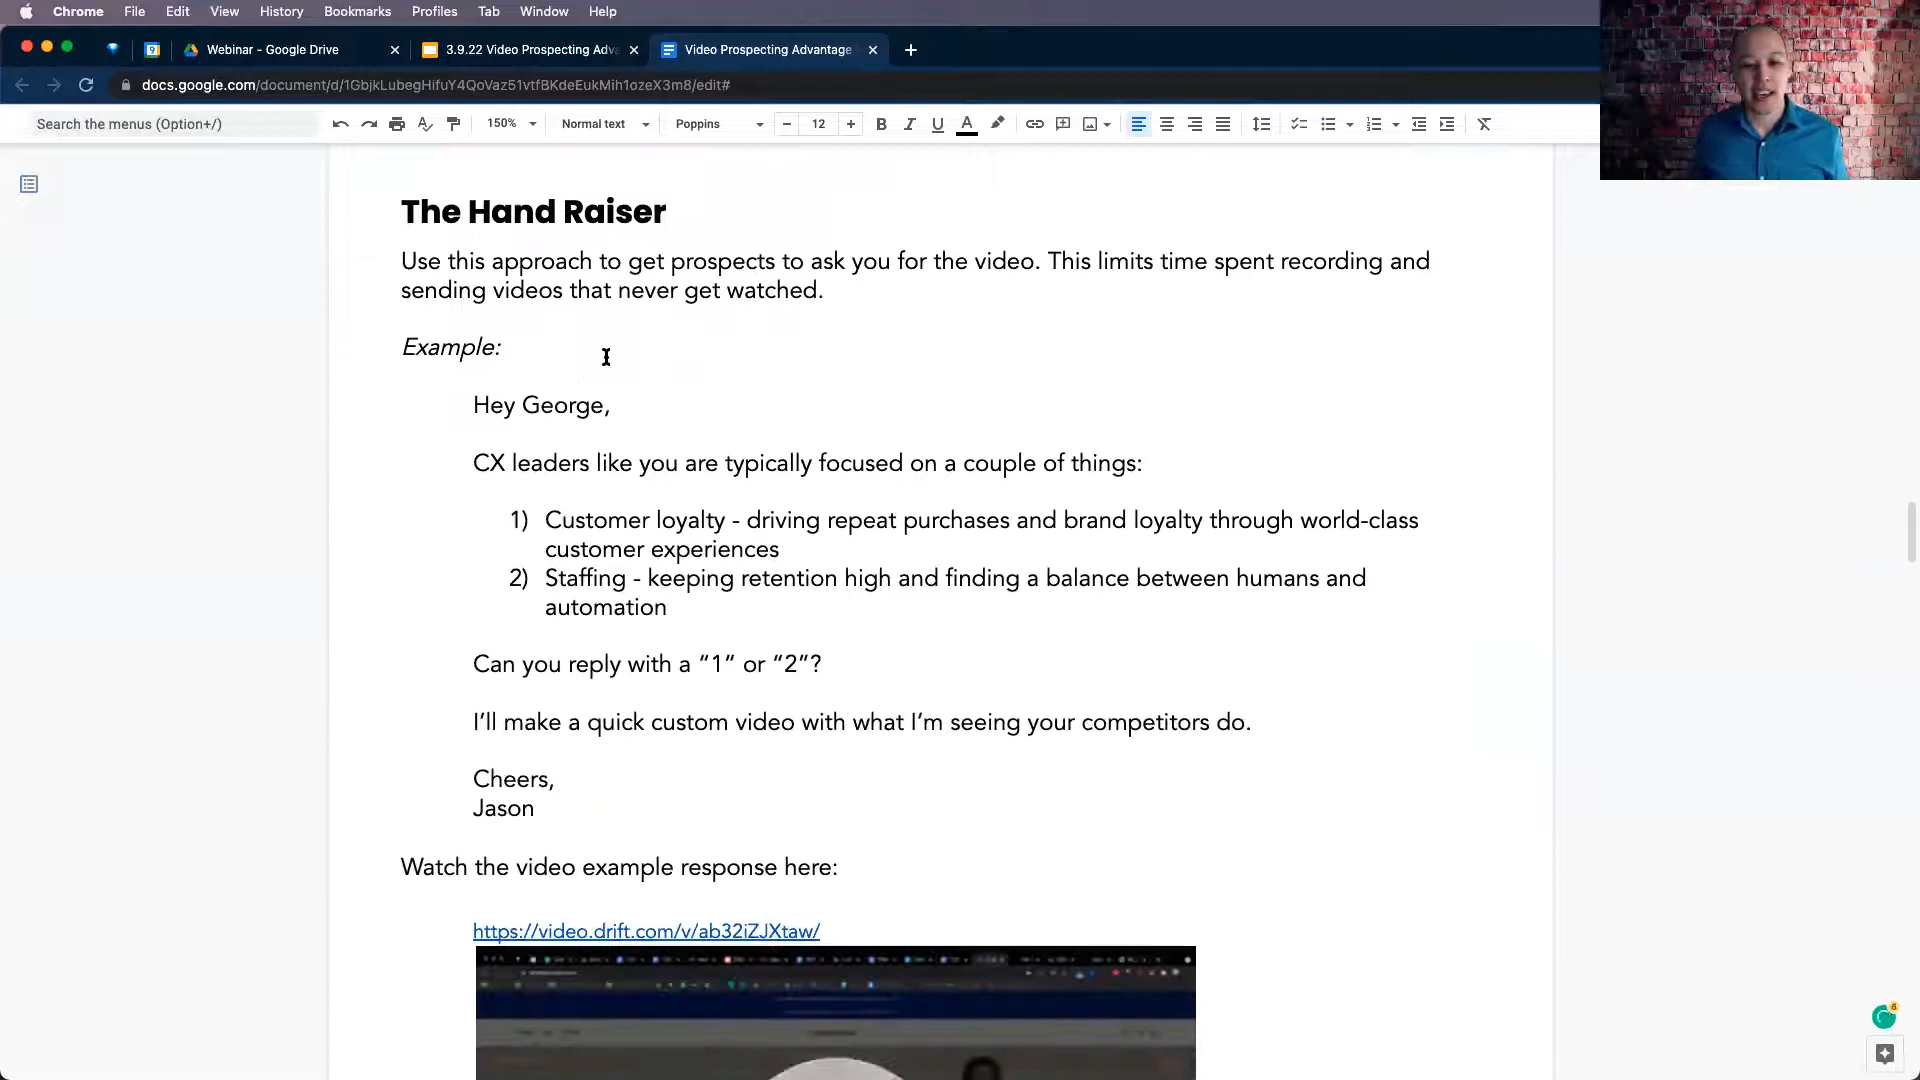 Chrome File Edit View History Bookmarks Profiles Tab Window Help
9 Webinar - Google Drive 3.9.22 Video Prospecting Adva Video Prospecting Advantage
docs.google.com/document/d/1GbjkLubegHifuY4QoVaz51vtfBKdeEukMih1ozeX3m8/edit#
Search the menus (Option+/) 150% Normal text Poppins 12 B I U A
The Hand Raiser
Use this approach to get prospects to ask you for the video. This limits time spent recording and
sending videos that never get watched.
Example:
Hey George,
CX leaders like you are typically focused on a couple of things:
1) Customer loyalty - driving repeat purchases and brand loyalty through world-class
customer experiences
2) Staffing - keeping retention high and finding a balance between humans and
automation
Can you reply with a “1” or “2”?
I’ll make a quick custom video with what I’m seeing your competitors do.
Cheers,
Jason
Watch the video example response here:
https://video.drift.com/v/ab32iZJXtaw/